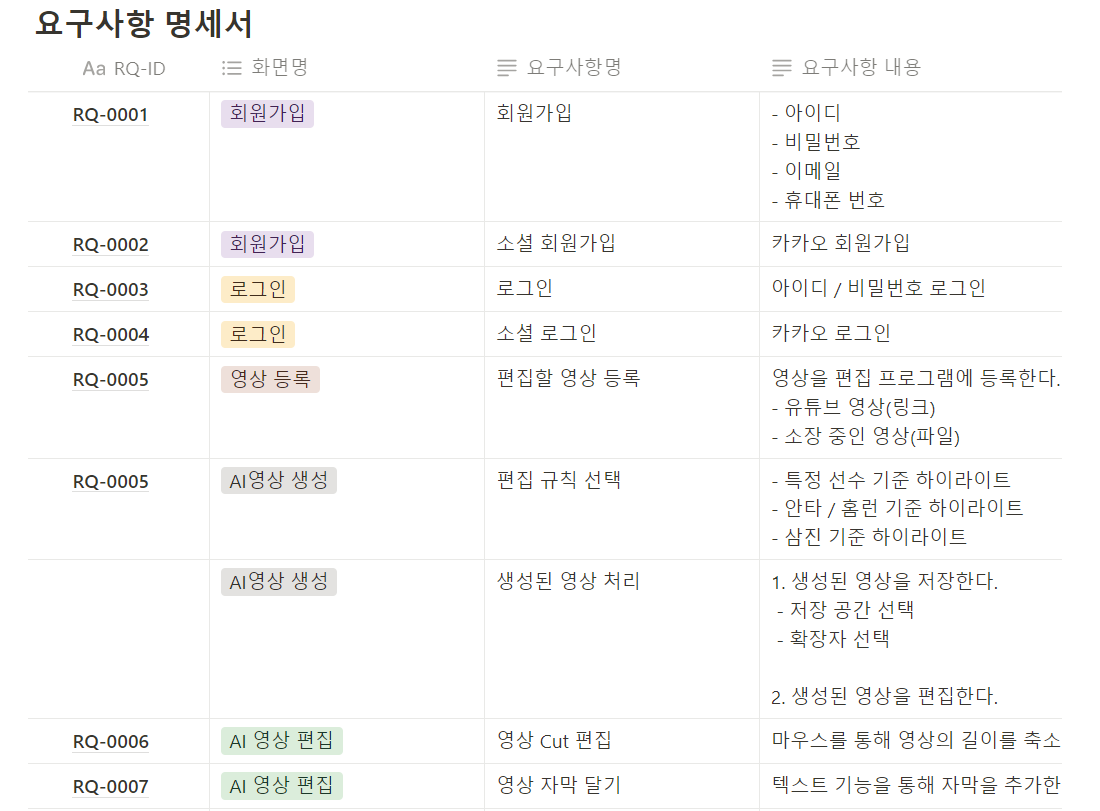 요구사항 명세서
Aa RQ-ID 화면명 요구사항명 요구사항 내용
RQ-0001 회원가입 회원가입 - 아이디
- 비밀번호
- 이메일
- 휴대폰 번호
RQ-0002 회원가입 소셜 회원가입 카카오 회원가입
RQ-0003 로그인 로그인 아이디 / 비밀번호 로그인
RQ-0004 로그인 소셜 로그인 카카오 로그인
RQ-0005 영상 등록 편집할 영상 등록 영상을 편집 프로그램에 등록한다.
- 유튜브 영상(링크)
- 소장 중인 영상(파일)
RQ-0005 AI영상 생성 편집 규칙 선택 - 특정 선수 기준 하이라이트
- 안타 / 홈런 기준 하이라이트
- 삼진 기준 하이라이트
AI영상 생성 생성된 영상 처리 1. 생성된 영상을 저장한다.
- 저장 공간 선택
- 확장자 선택
2. 생성된 영상을 편집한다.
RQ-0006 AI 영상 편집 영상 Cut 편집 마우스를 통해 영상의 길이를 축소
RQ-0007 AI 영상 편집 영상 자막 달기 텍스트 기능을 통해 자막을 추가한